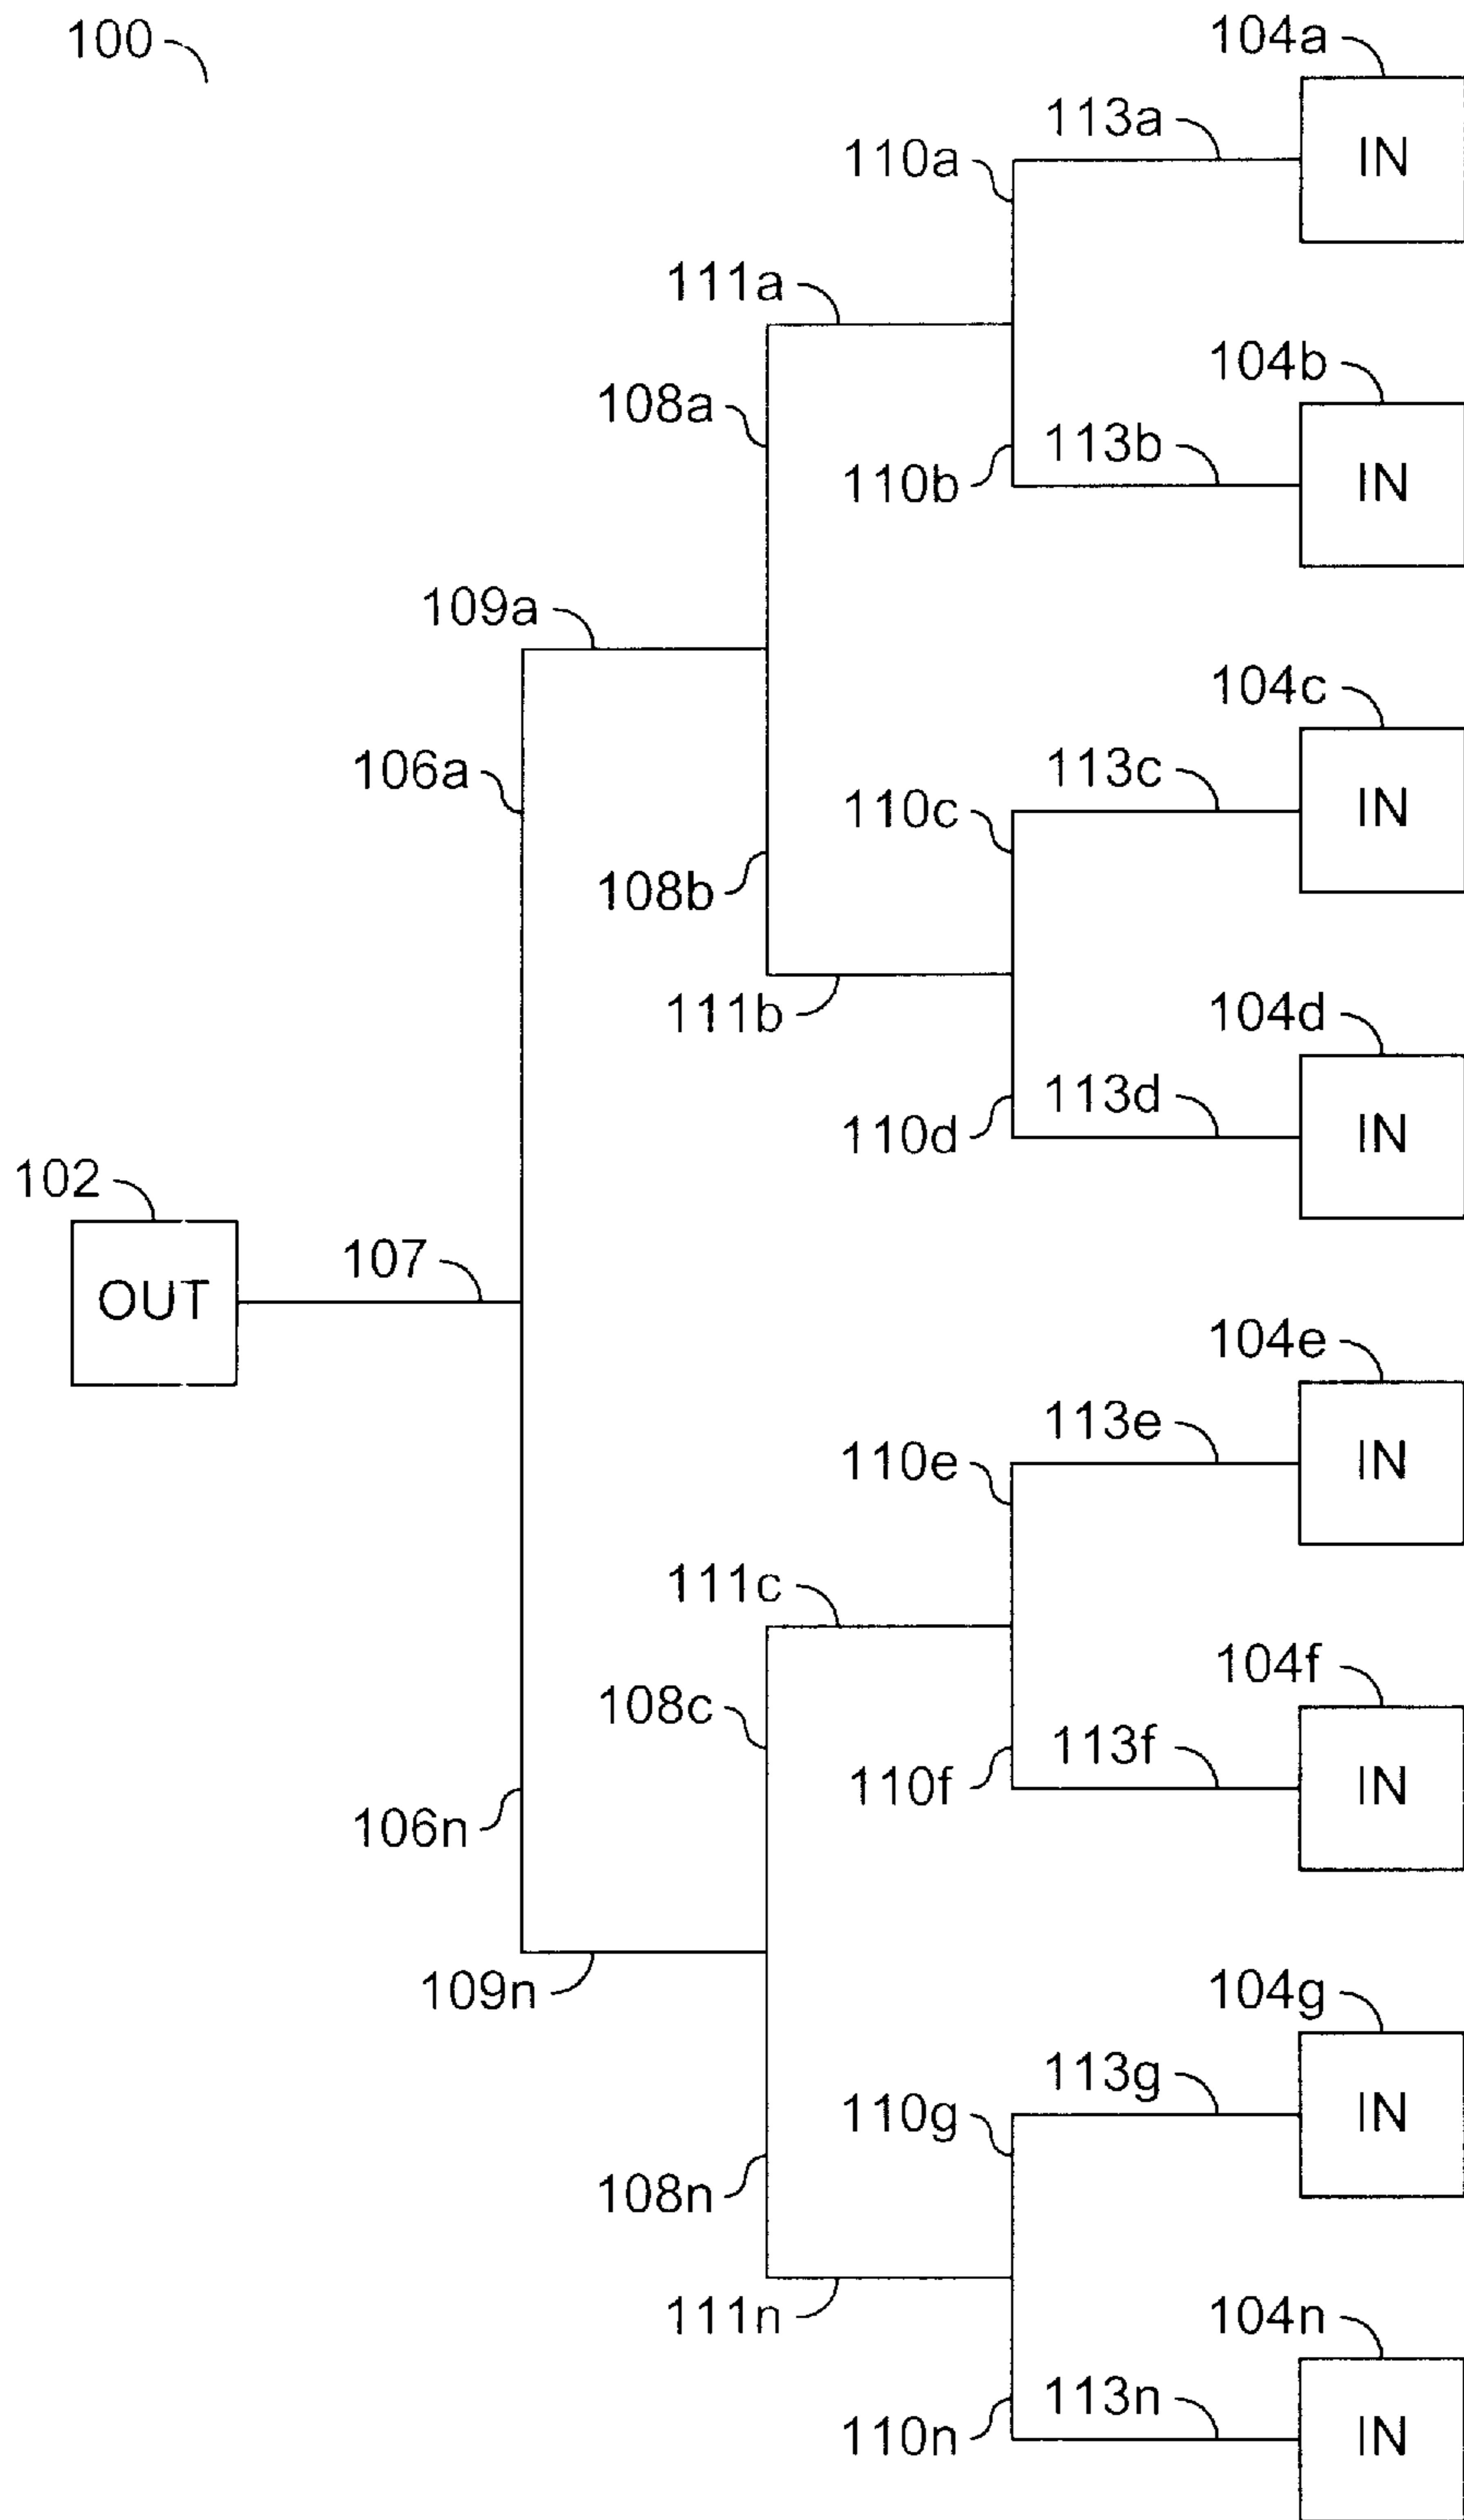 100
104a
113a
IN
110a
111a
104b
108a
113b
IN
110b
109a
104c
106a
113c
IN
110c
108b
111b
104d
113d
IN
110d
102
107
OUT
104e
113e
IN
110e
111c
104f
108c
113f
IN
110f
106n
109n
104g
113g
IN
110g
108n
111n
104n
113n
IN
110n